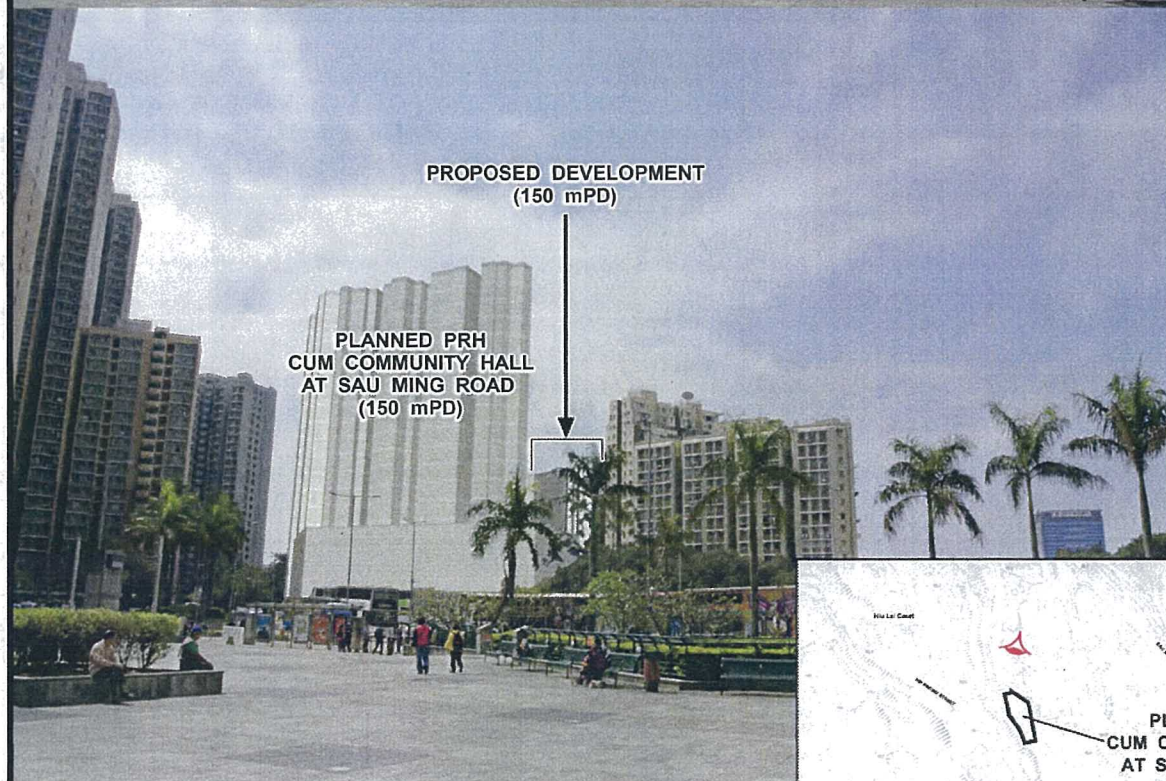 PROPOSED DEVELOPMENT
(150 mPD)
PLANNED PRH
CUM COMMUNITY HALL
AT SAU MING ROAD
(150 mPD)
Hiu Lai Court
PL
CUM C
AT S